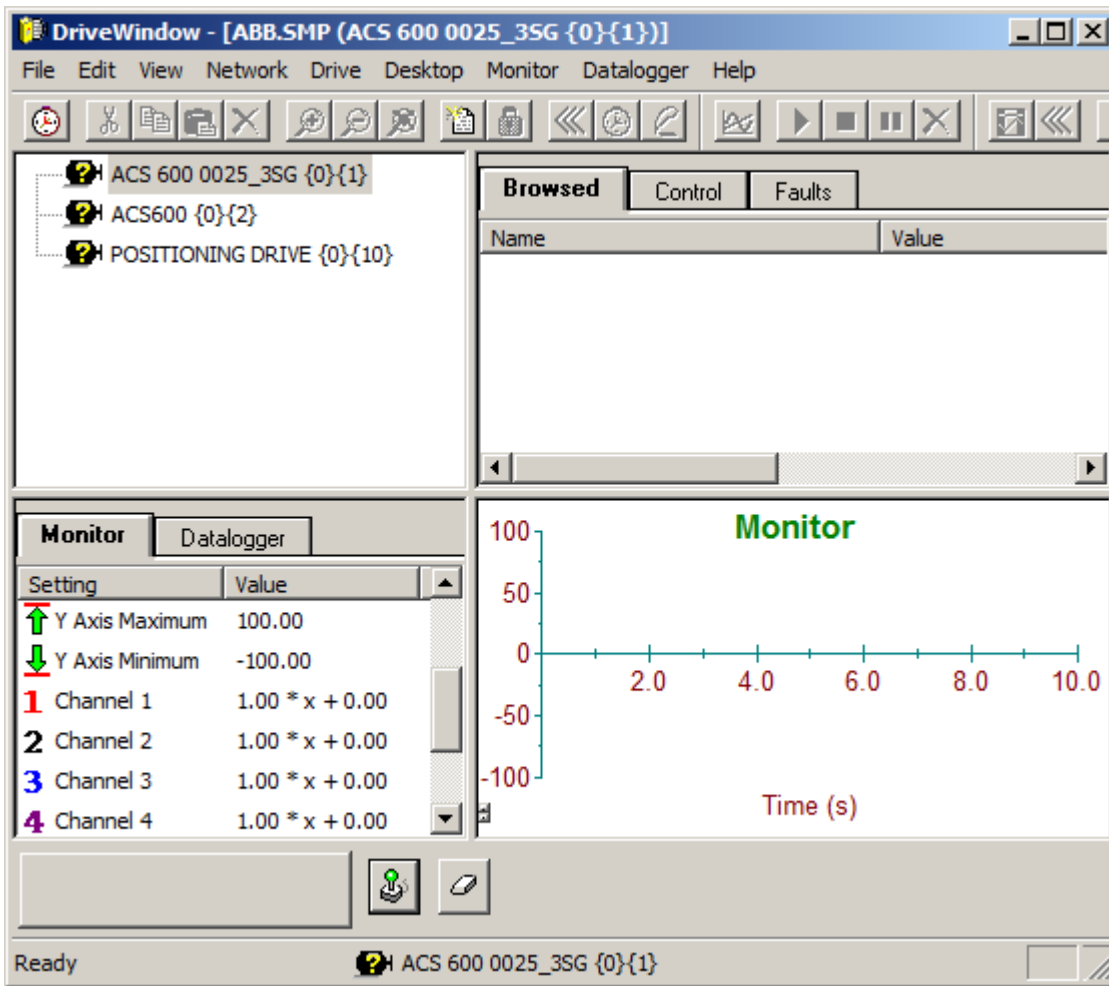 DriveWindow - [ABB.SMP (ACS 600 0025_3SG {0}{1})]
File Edit View Network Drive Desktop Monitor Datalogger Help
ACS 600 0025_3SG {0}{1}
ACS600 {0}{2}
POSITIONING DRIVE {0}{10}
Browsed Control Faults
Name Value
Monitor Datalogger
Setting Value
Y Axis Maximum 100.00
Y Axis Minimum -100.00
1 Channel 1 1.00 * x + 0.00
2 Channel 2 1.00 * x + 0.00
3 Channel 3 1.00 * x + 0.00
4 Channel 4 1.00 * x + 0.00
Monitor
100
50
0
-50
-100
2.0 4.0 6.0 8.0 10.0
Time (s)
Ready ACS 600 0025_3SG {0}{1}